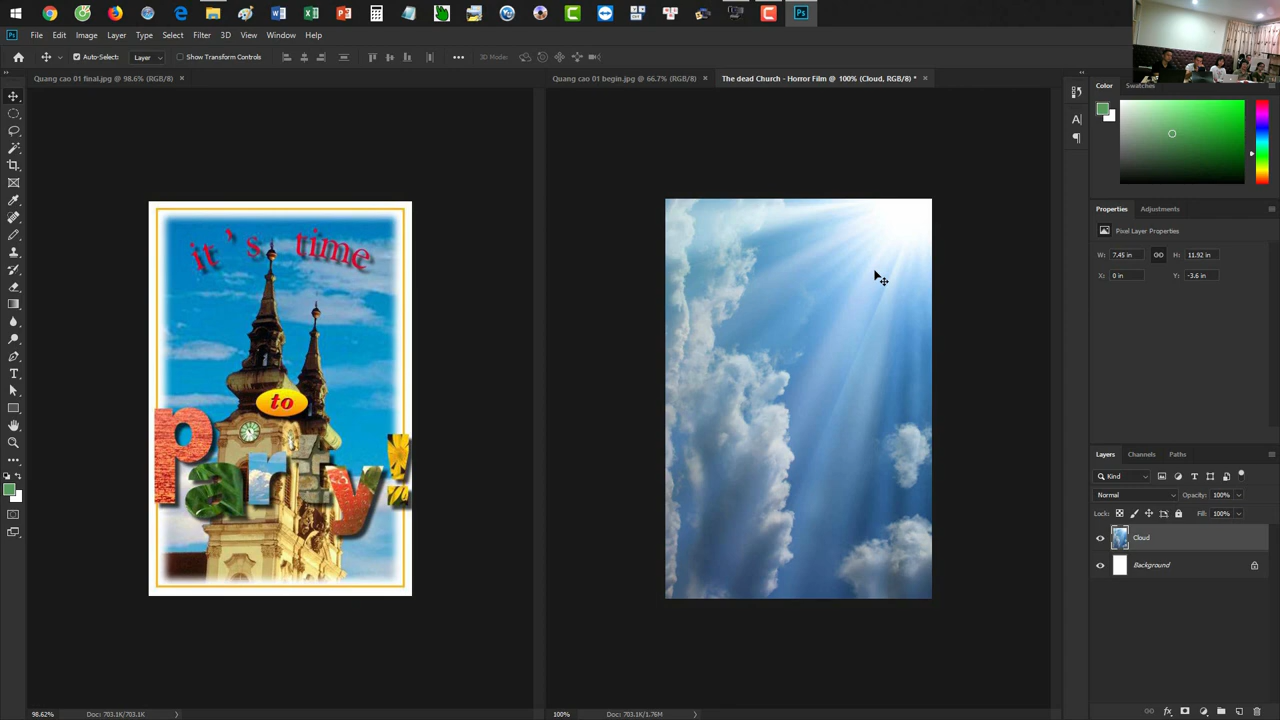 File Edit Image Layer Type Select Filter 3D View Window Help
Auto-Select: Layer Show Transform Controls 3D Mode:
Quang cao 01 final.jpg @ 98.6% (RGB/8) ×
Quang cao 01 begin.jpg @ 66.7% (RGB/8) × The dead Church - Horror Film @ 100% (Cloud, RGB/8) * ×
Color Swatches
Properties Adjustments
Pixel Layer Properties
W: 7.45 in H: 11.92 in
X: 0 in Y: -3.6 in
it's time
to
Party!
Layers Channels Paths
Kind
Normal Opacity: 100%
Lock: Fill: 100%
Cloud
Background
98.62% Doc: 703.1K/703.1K
100% Doc: 703.1K/1.76M